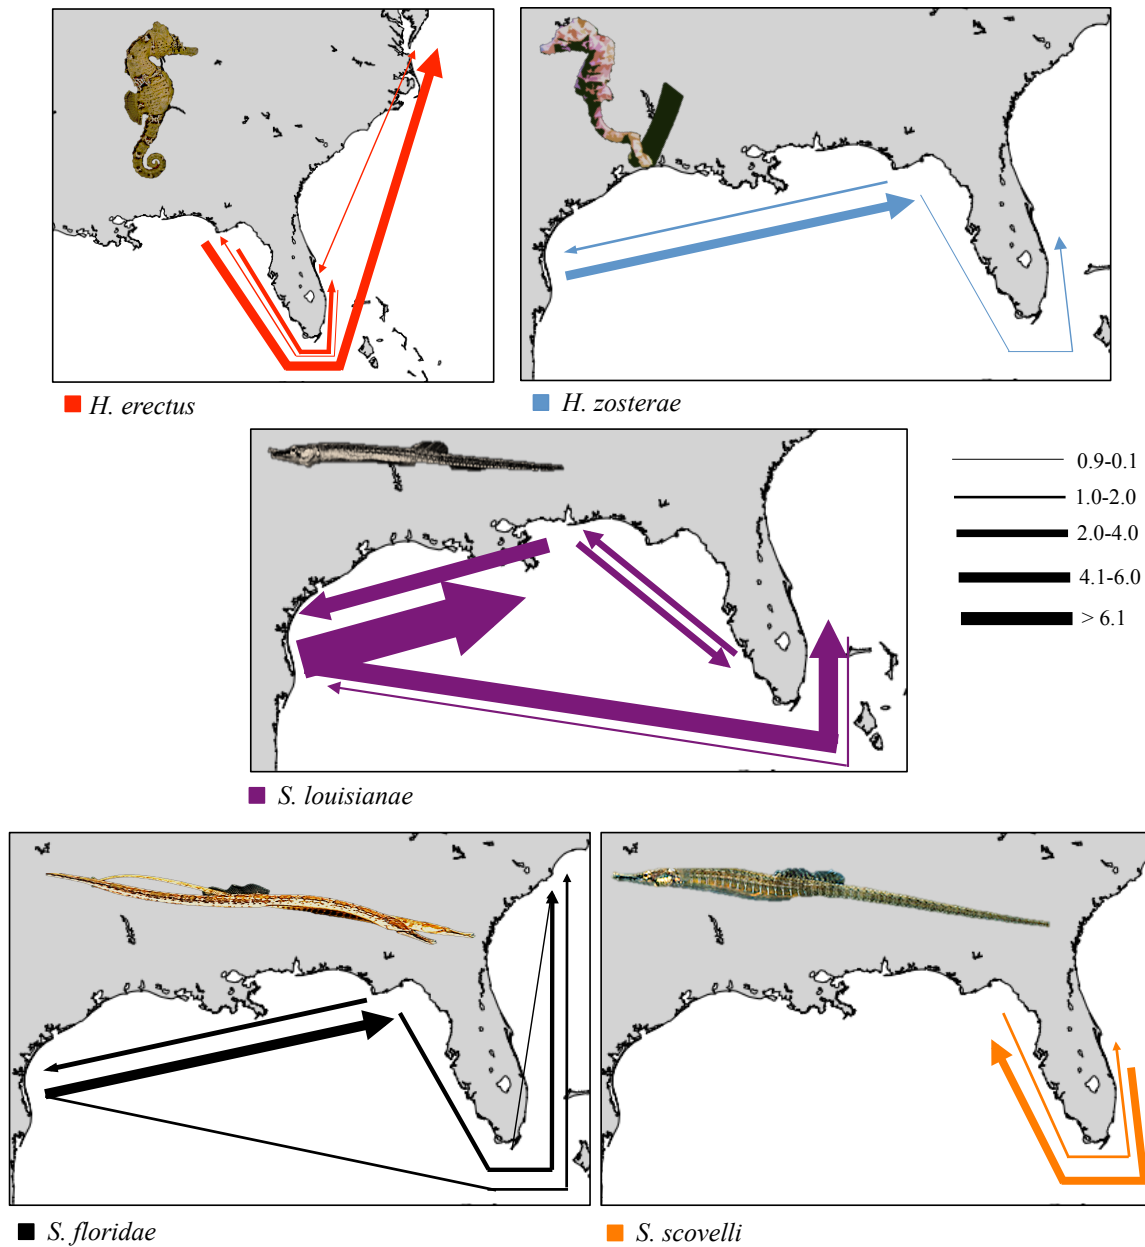 H. erectus
H. zosterae
0.9-0.1
1.0-2.0
2.0-4.0
4.1-6.0
> 6.1
S. louisianae
S. floridae
S. scovelli